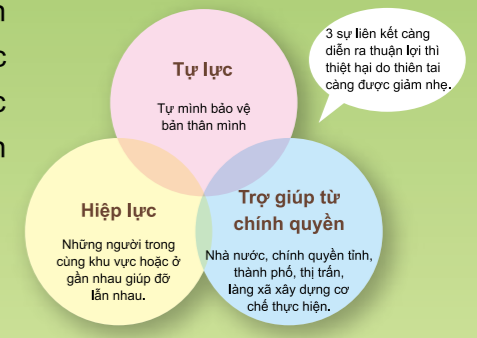 3 sự liên kết càng
diễn ra thuận lợi thì
thiệt hại do thiên tai
càng được giảm nhẹ.
Tự lực
Tự mình bảo vệ
bản thân mình
Hiệp lực
Những người trong
cùng khu vực hoặc ở
gần nhau giúp đỡ
lẫn nhau.
Trợ giúp từ
chính quyền
Nhà nước, chính quyền tỉnh,
thành phố, thị trấn,
làng xã xây dựng cơ
chế thực hiện.